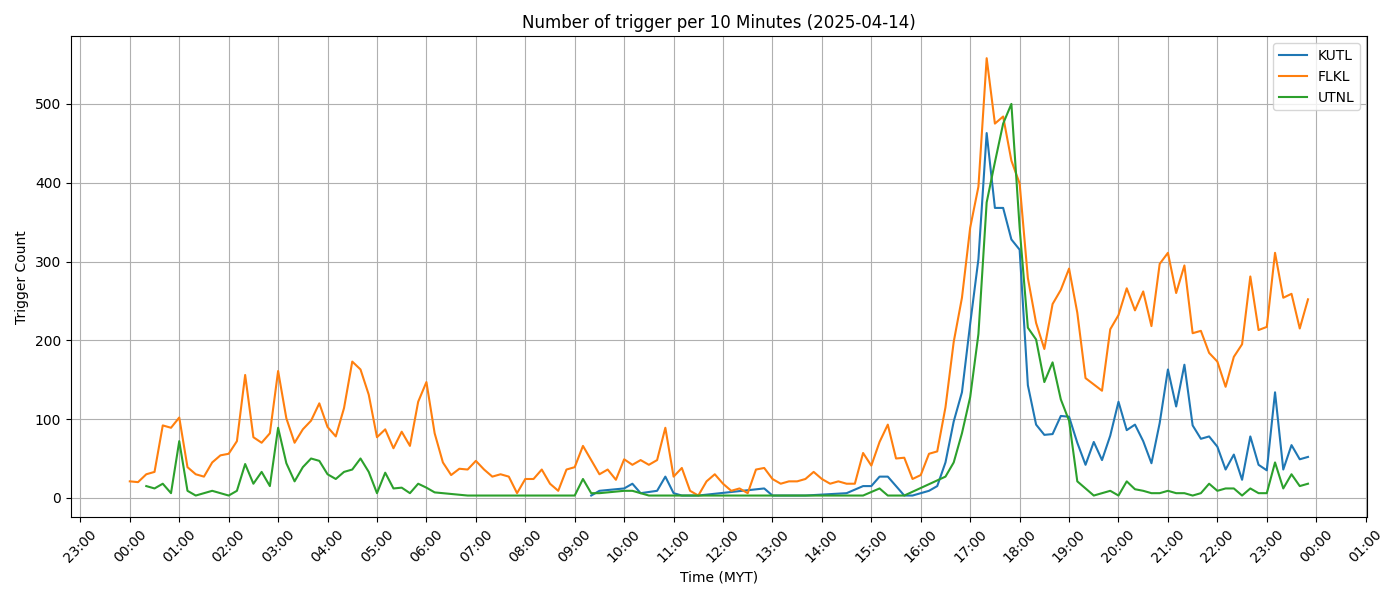 Number of trigger per 10 Minutes (2025-04-14)
KUTL
FLKL
UTNL
Trigger Count
500
400
300
200
100
0
23:00 00:00 01:00 02:00 03:00 04:00 05:00 06:00 07:00 08:00 09:00 10:00 11:00 12:00 13:00 14:00 15:00 16:00 17:00 18:00 19:00 20:00 21:00 22:00 23:00 00:00 01:00
Time (MYT)